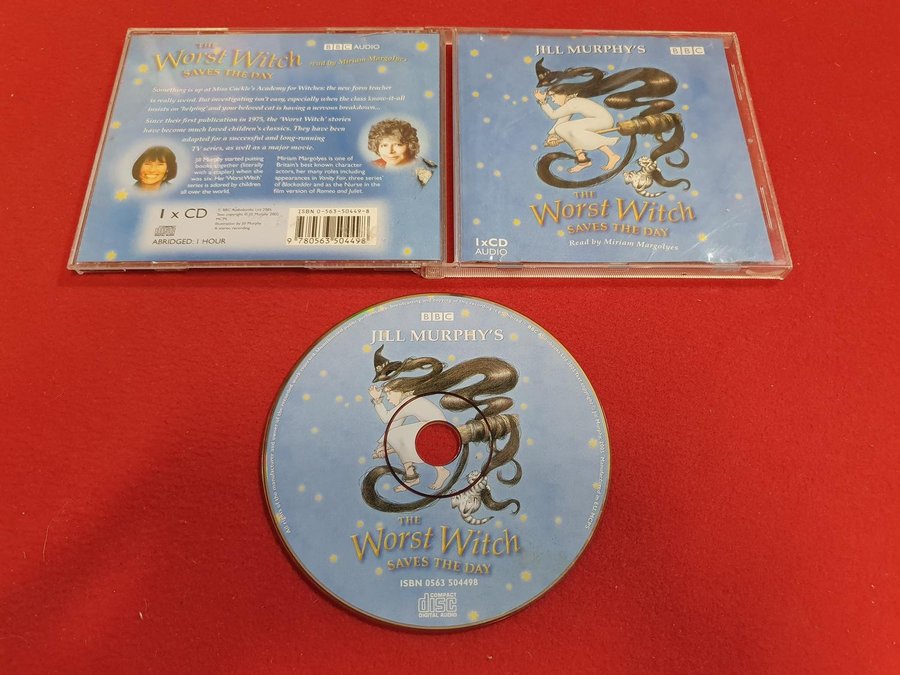 THE
Worst Witch
SAVES THE DAY
BBC AUDIO
read by Miriam Margolyes
Something is up at Miss Cackle's Academy for Witches: the new form teacher
is really weird. But investigating isn't easy, especially when the class know-it-all
insists on 'helping' and your beloved cat is having a nervous breakdown...
Since their first publication in 1975, the 'Worst Witch' stories
have become much loved children's classics. They have been
adapted for a successful and long-running
TV series, as well as a major movie.
Jill Murphy started putting
books together (literally
with a stapler) when she
was six. Her 'Worst Witch'
series is adored by children
all over the world.
Miriam Margolyes is one of
Britain's best known character
actors, her many roles including
appearances in Vanity Fair, three series
of Blackadder and as the Nurse in the
film version of Romeo and Juliet.
1 x CD
ABRIDGED: 1 HOUR
ISBN 0-563-50449-8
9 780563 504498
JILL MURPHY'S
BBC
THE
Worst Witch
SAVES THE DAY
Read by Miriam Margolyes
1xCD
AUDIO
BBC
JILL MURPHY'S
THE
Worst Witch
SAVES THE DAY
ISBN 0563 504498
COMPACT
disc
DIGITAL AUDIO